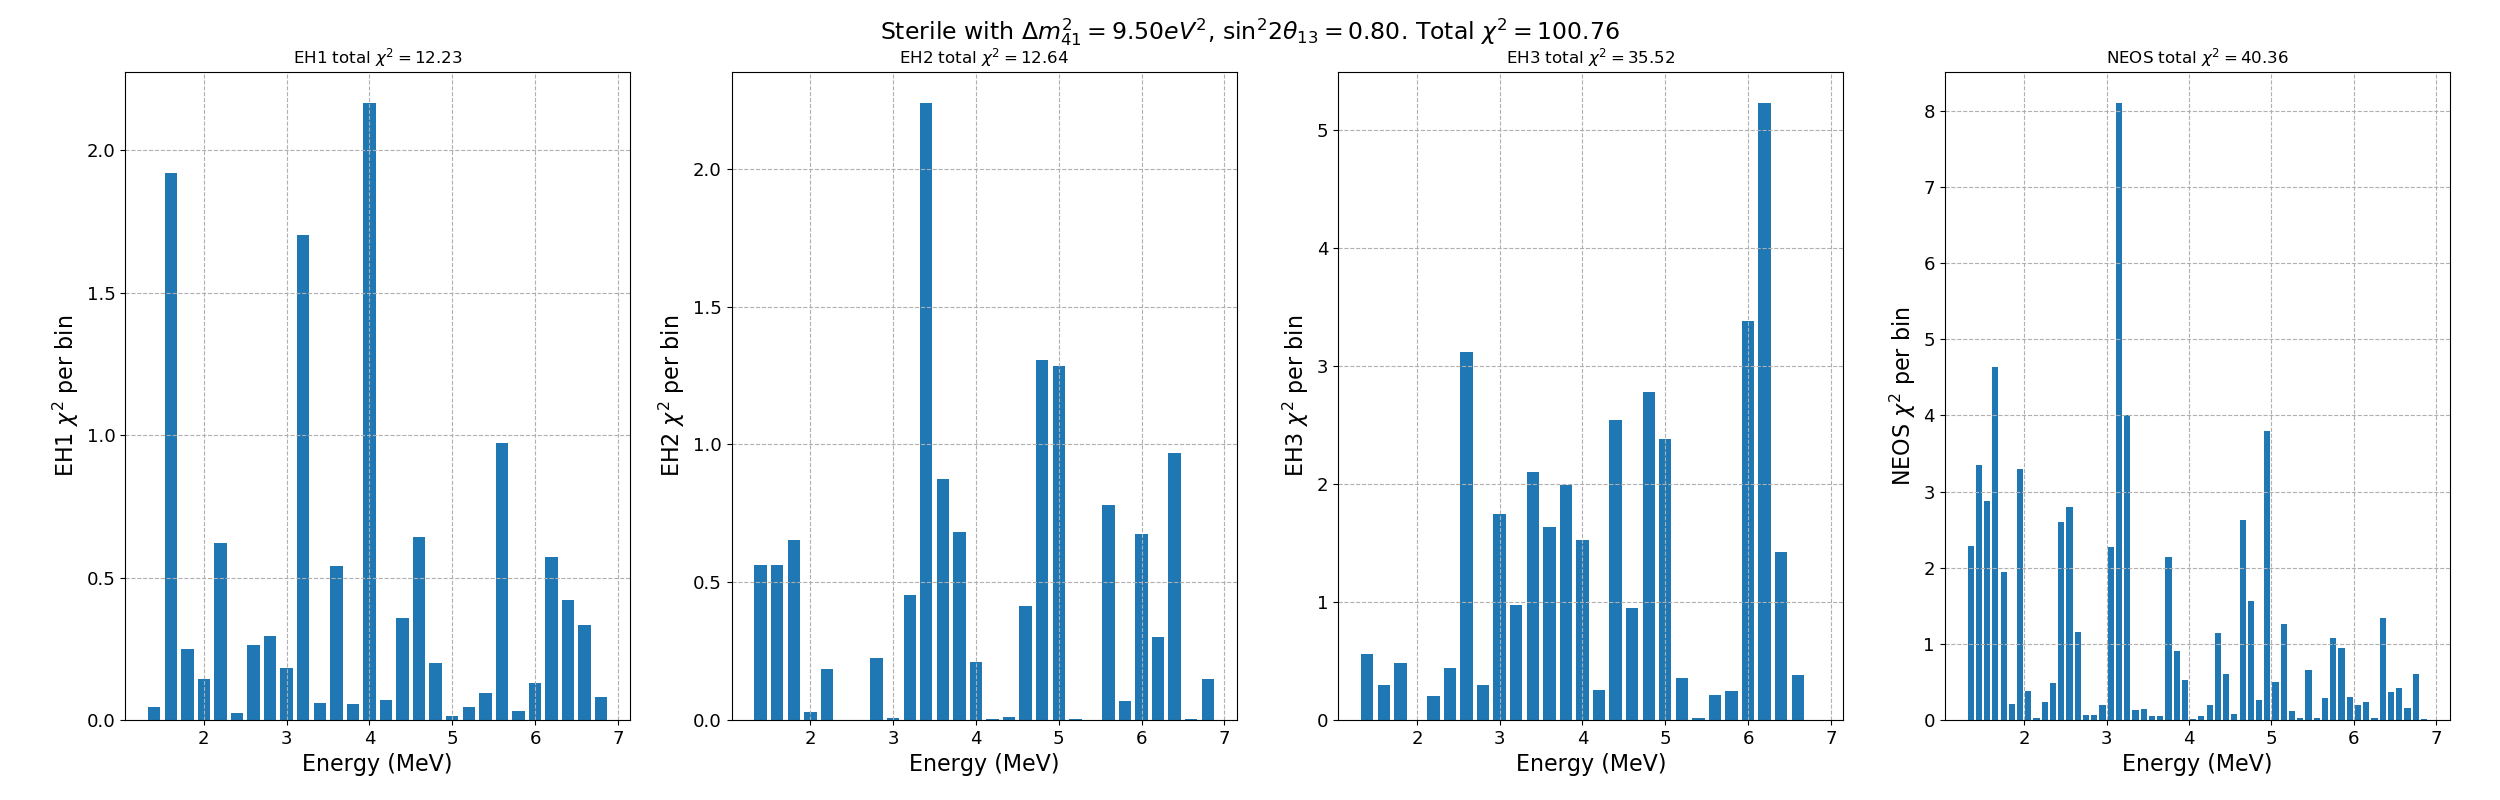 Sterile with Δm²₄₁ = 9.50eV², sin²2θ₁₃ = 0.80. Total χ² = 100.76
EH1 total χ² = 12.23
EH1 χ² per bin
2.0
1.5
1.0
0.5
0.0
2 3 4 5 6 7
Energy (MeV)
EH2 total χ² = 12.64
EH2 χ² per bin
2.0
1.5
1.0
0.5
0.0
2 3 4 5 6 7
Energy (MeV)
EH3 total χ² = 35.52
EH3 χ² per bin
5
4
3
2
1
0
2 3 4 5 6 7
Energy (MeV)
NEOS total χ² = 40.36
NEOS χ² per bin
8
7
6
5
4
3
2
1
0
2 3 4 5 6 7
Energy (MeV)